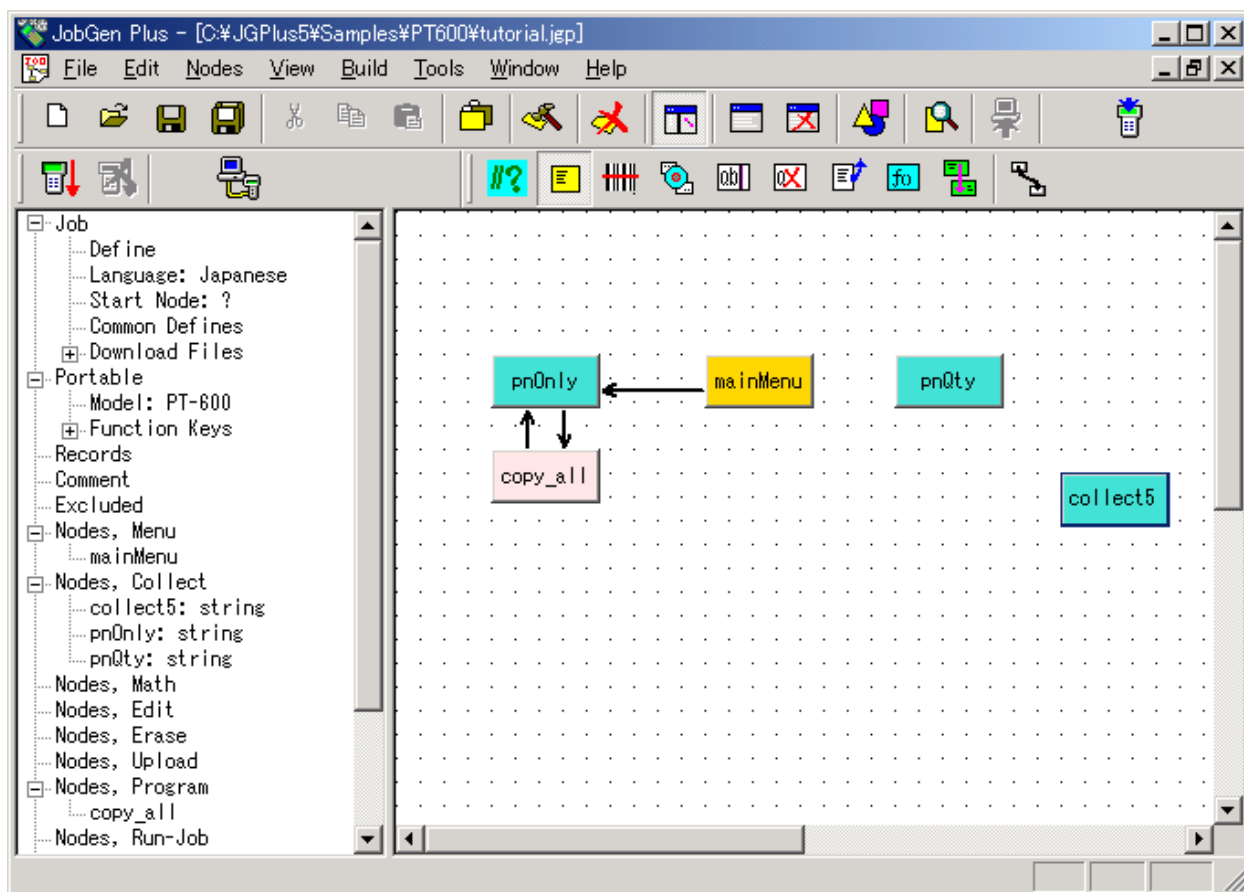 JobGen Plus - [C:¥JGPlus5¥Samples¥PT600¥tutorial.jgp]
File Edit Nodes View Build Tools Window Help
//? ab a fo
Job
Define
Language: Japanese
Start Node: ?
Common Defines
Download Files
Portable
Model: PT-600
Function Keys
Records
Comment
Excluded
Nodes, Menu
mainMenu
Nodes, Collect
collect5: string
pnOnly: string
pnQty: string
Nodes, Math
Nodes, Edit
Nodes, Erase
Nodes, Upload
Nodes, Program
copy_all
Nodes, Run-Job
pnOnly mainMenu pnQty
copy_all
collect5